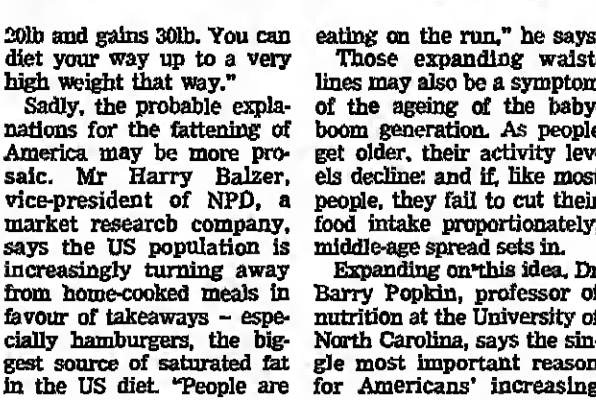 20lb and gains 30lb. You can
diet your way up to a very
high weight that way."
Sadly, the probable expla-
nations for the fattening of
America may be more pro-
saic. Mr Harry Balzer,
vice-president of NPD, a
market research company,
says the US population is
increasingly turning away
from home-cooked meals in
favour of takeaways – espe-
cially hamburgers, the big-
gest source of saturated fat
in the US diet. "People are
eating on the run," he says
Those expanding waist
lines may also be a symptom
of the ageing of the baby
boom generation. As people
get older, their activity lev
els decline: and if, like most
people, they fail to cut their
food intake proportionately,
middle-age spread sets in.
Expanding on this idea, Dr
Barry Popkin, professor of
nutrition at the University of
North Carolina, says the sin
gle most important reason
for Americans' increasing